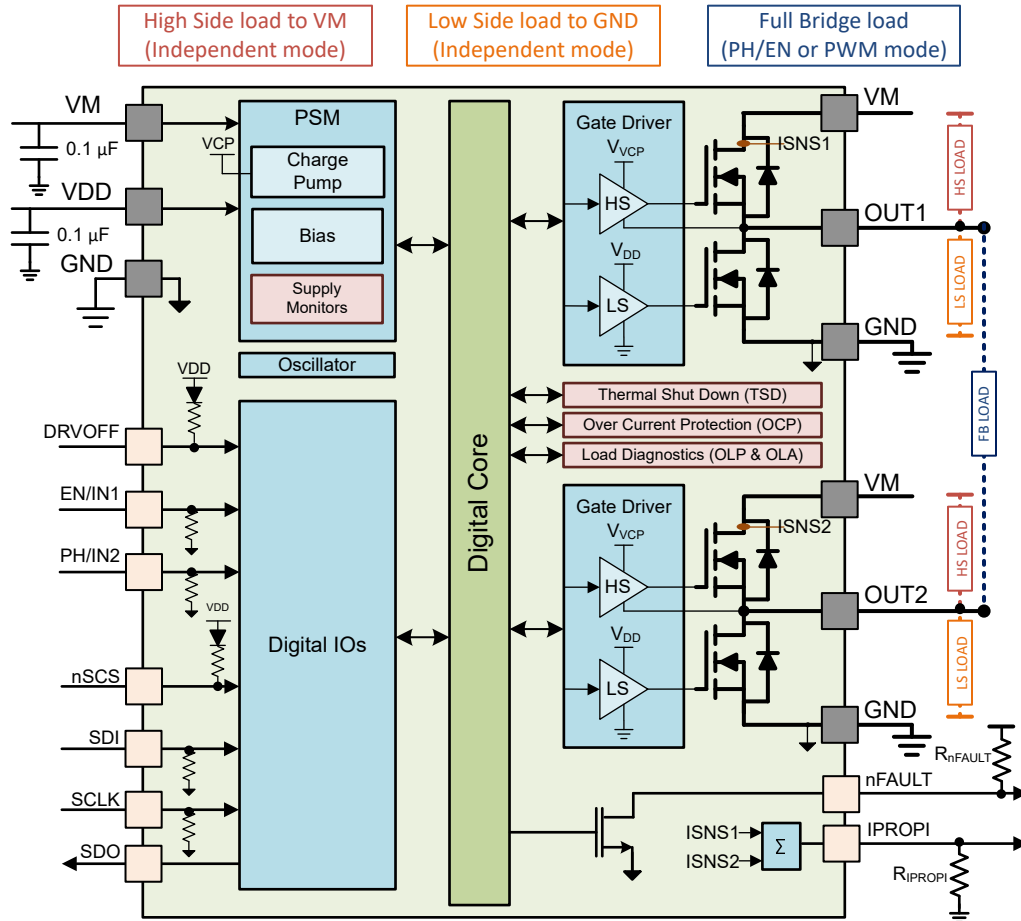 High Side load to VM
(Independent mode)
Low Side load to GND
(Independent mode)
Full Bridge load
(PH/EN or PWM mode)
VM
0.1 µF
VDD
0.1 µF
GND
PSM
VCP
Charge
Pump
Bias
Supply
Monitors
Oscillator
VDD
DRVOFF
EN/IN1
PH/IN2
VDD
nSCS
SDI
SCLK
SDO
Digital IOs
Digital Core
Gate Driver
VVCP
HS
VDD
LS
ISNS1
VM
OUT1
GND
HS LOAD
LS LOAD
FB LOAD
Thermal Shut Down (TSD)
Over Current Protection (OCP)
Load Diagnostics (OLP & OLA)
Gate Driver
VVCP
HS
VDD
LS
ISNS2
VM
OUT2
GND
HS LOAD
LS LOAD
RnFAULT
nFAULT
ISNS1
ISNS2
Σ
IPROPI
RIPROPI